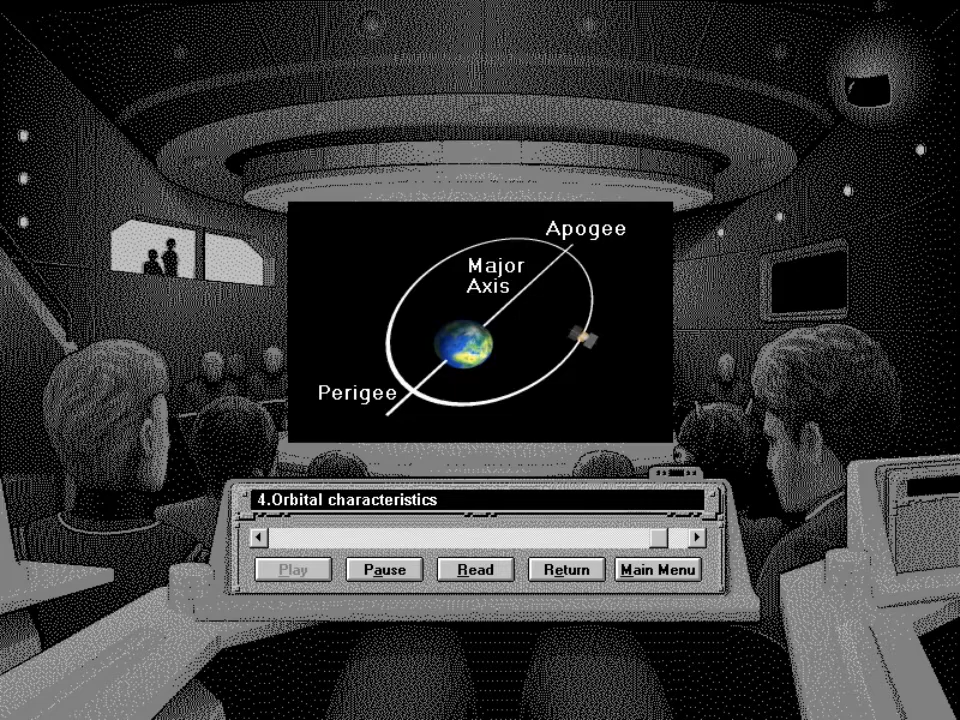 Apogee
Major
Axis
Perigee
4.Orbital characteristics
Play Pause Read Return Main Menu